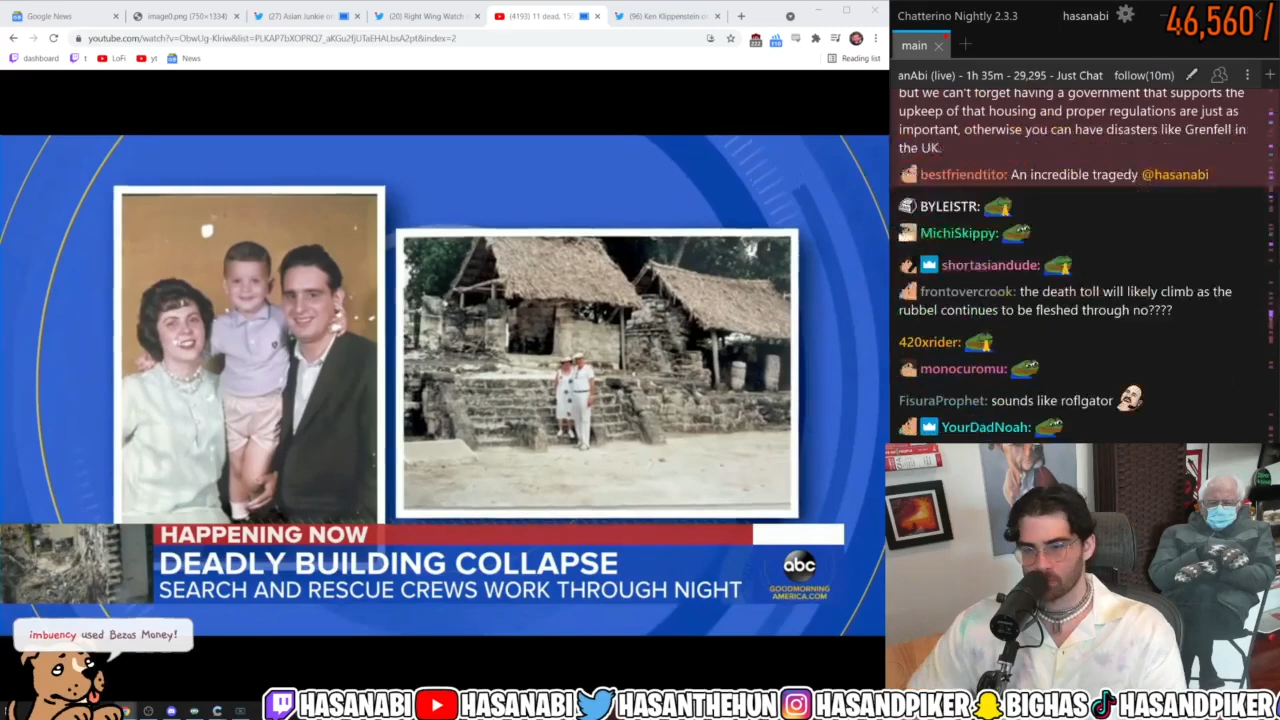 Google News
image0.png (750×1334)
(27) Asian Junkie o
(20) Right Wing Watch
(4193) 11 dead, 150
(96) Ken Klippenstein o
youtube.com/watch?v=ObwUg-Klriw&list=PLKAP7bXOPRQ7_aKGu2fjUTaEHALbsA2pt&index=2
dashboard
t
LoFi
yt
News
Reading list
HAPPENING NOW
DEADLY BUILDING COLLAPSE
SEARCH AND RESCUE CREWS WORK THROUGH NIGHT
abc
GOODMORNING
AMERICA.COM
imbuency used Bezos Money!
Chatterino Nightly 2.3.3
hasanabi
46,560 /
main
anAbi (live) - 1h 35m - 29,295 - Just Chat
follow(10m)
but we can't forget having a government that supports the
upkeep of that housing and proper regulations are just as
important, otherwise you can have disasters like Grenfell in
the UK.
bestfriendtito: An incredible tragedy @hasanabi
BYLEISTR:
MichiSkippy:
shortasiandude:
frontovercrook: the death toll will likely climb as the
rubbel continues to be fleshed through no????
420xrider:
monocuromu:
FisuraProphet: sounds like roflgator
YourDadNoah:
HASANABI
HASANABI
HASANTHEHUN
HASANDPIKER
BIGHAS
HASANDPIKER